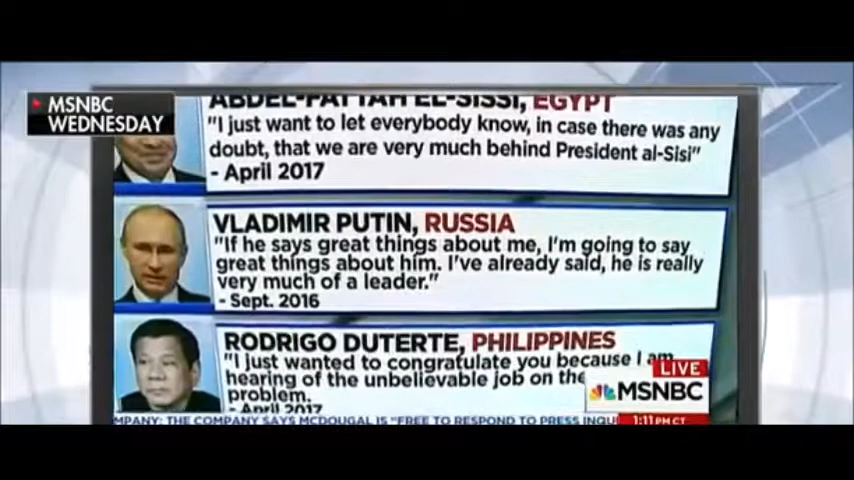 MSNBC
WEDNESDAY
ABDEL-FATTAH EL-SISSI, EGYPT
"I just want to let everybody know, in case there was any
doubt, that we are very much behind President al-Sisi"
- April 2017
VLADIMIR PUTIN, RUSSIA
"If he says great things about me, I'm going to say
great things about him. I've already said, he is really
very much of a leader."
- Sept. 2016
RODRIGO DUTERTE, PHILIPPINES
"I just wanted to congratulate you because I am
hearing of the unbelievable job on the
problem.
- April 2017
LIVE
MSNBC
MPANY: THE COMPANY SAYS MCDOUGAL IS "FREE TO RESPOND TO PRESS INQU
1:11 PM CT